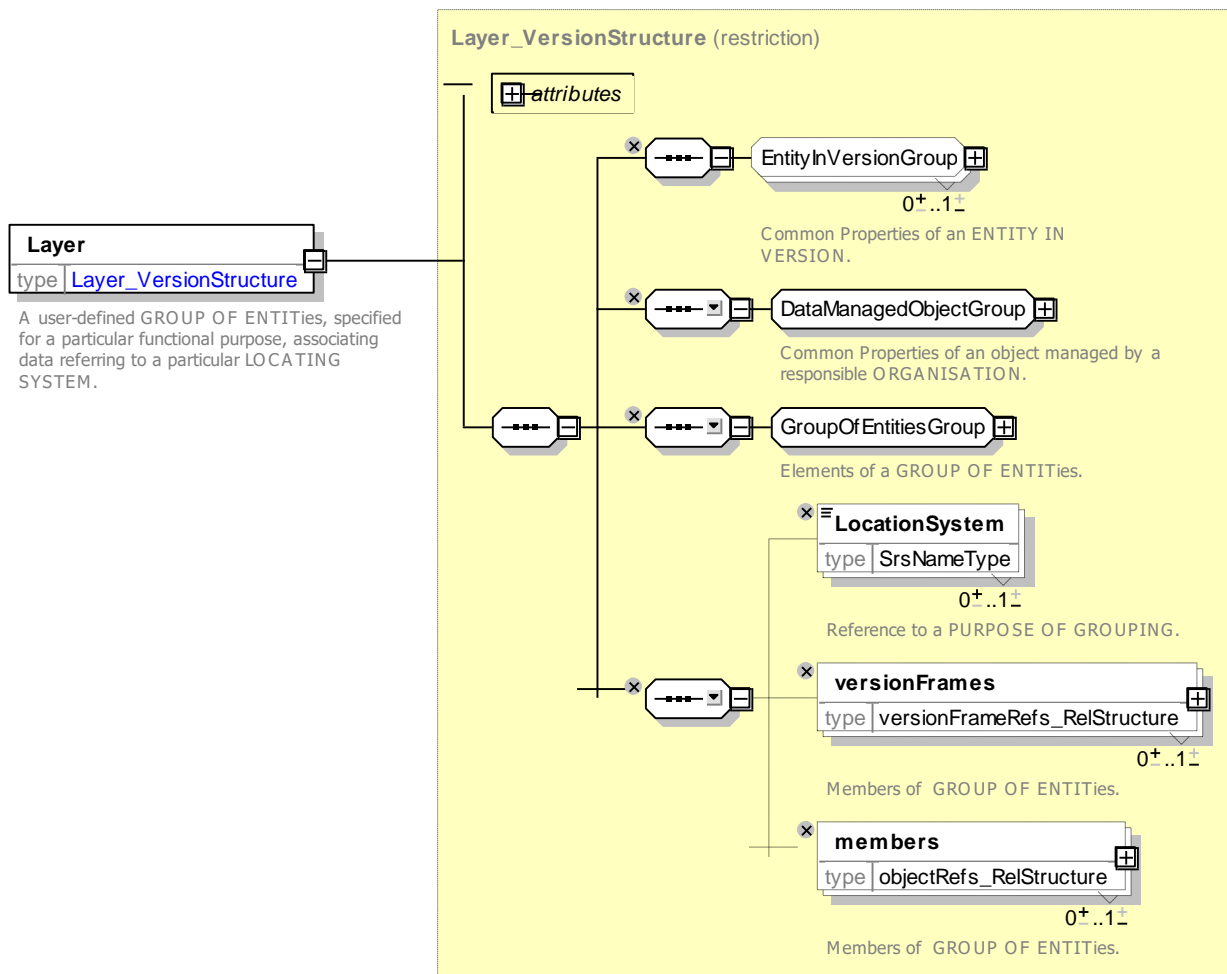 Layer_VersionStructure (restriction)
attributes
EntityInVersionGroup
0..1
Common Properties of an ENTITY IN
VERSION.
Layer
type Layer_VersionStructure
A user-defined GROUP OF ENTITies, specified
for a particular functional purpose, associating
data referring to a particular LOCATING
SYSTEM.
DataManagedObjectGroup
Common Properties of an object managed by a
responsible ORGANISATION.
GroupOfEntitiesGroup
Elements of a GROUP OF ENTITies.
LocationSystem
type SrsNameType
0..1
Reference to a PURPOSE OF GROUPING.
versionFrames
type versionFrameRefs_RelStructure
0..1
Members of GROUP OF ENTITies.
members
type objectRefs_RelStructure
0..1
Members of GROUP OF ENTITies.